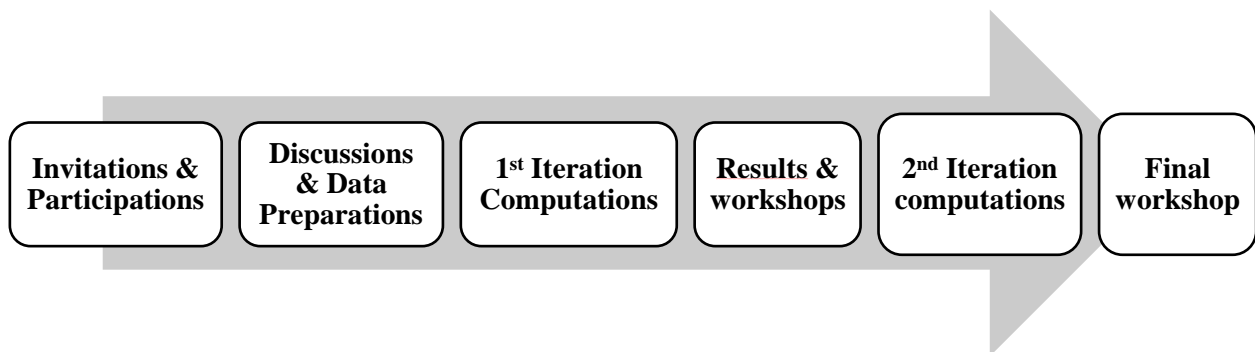 Invitations &
Participations
Discussions
& Data
Preparations
1st Iteration
Computations
Results &
workshops
2nd Iteration
computations
Final
workshop